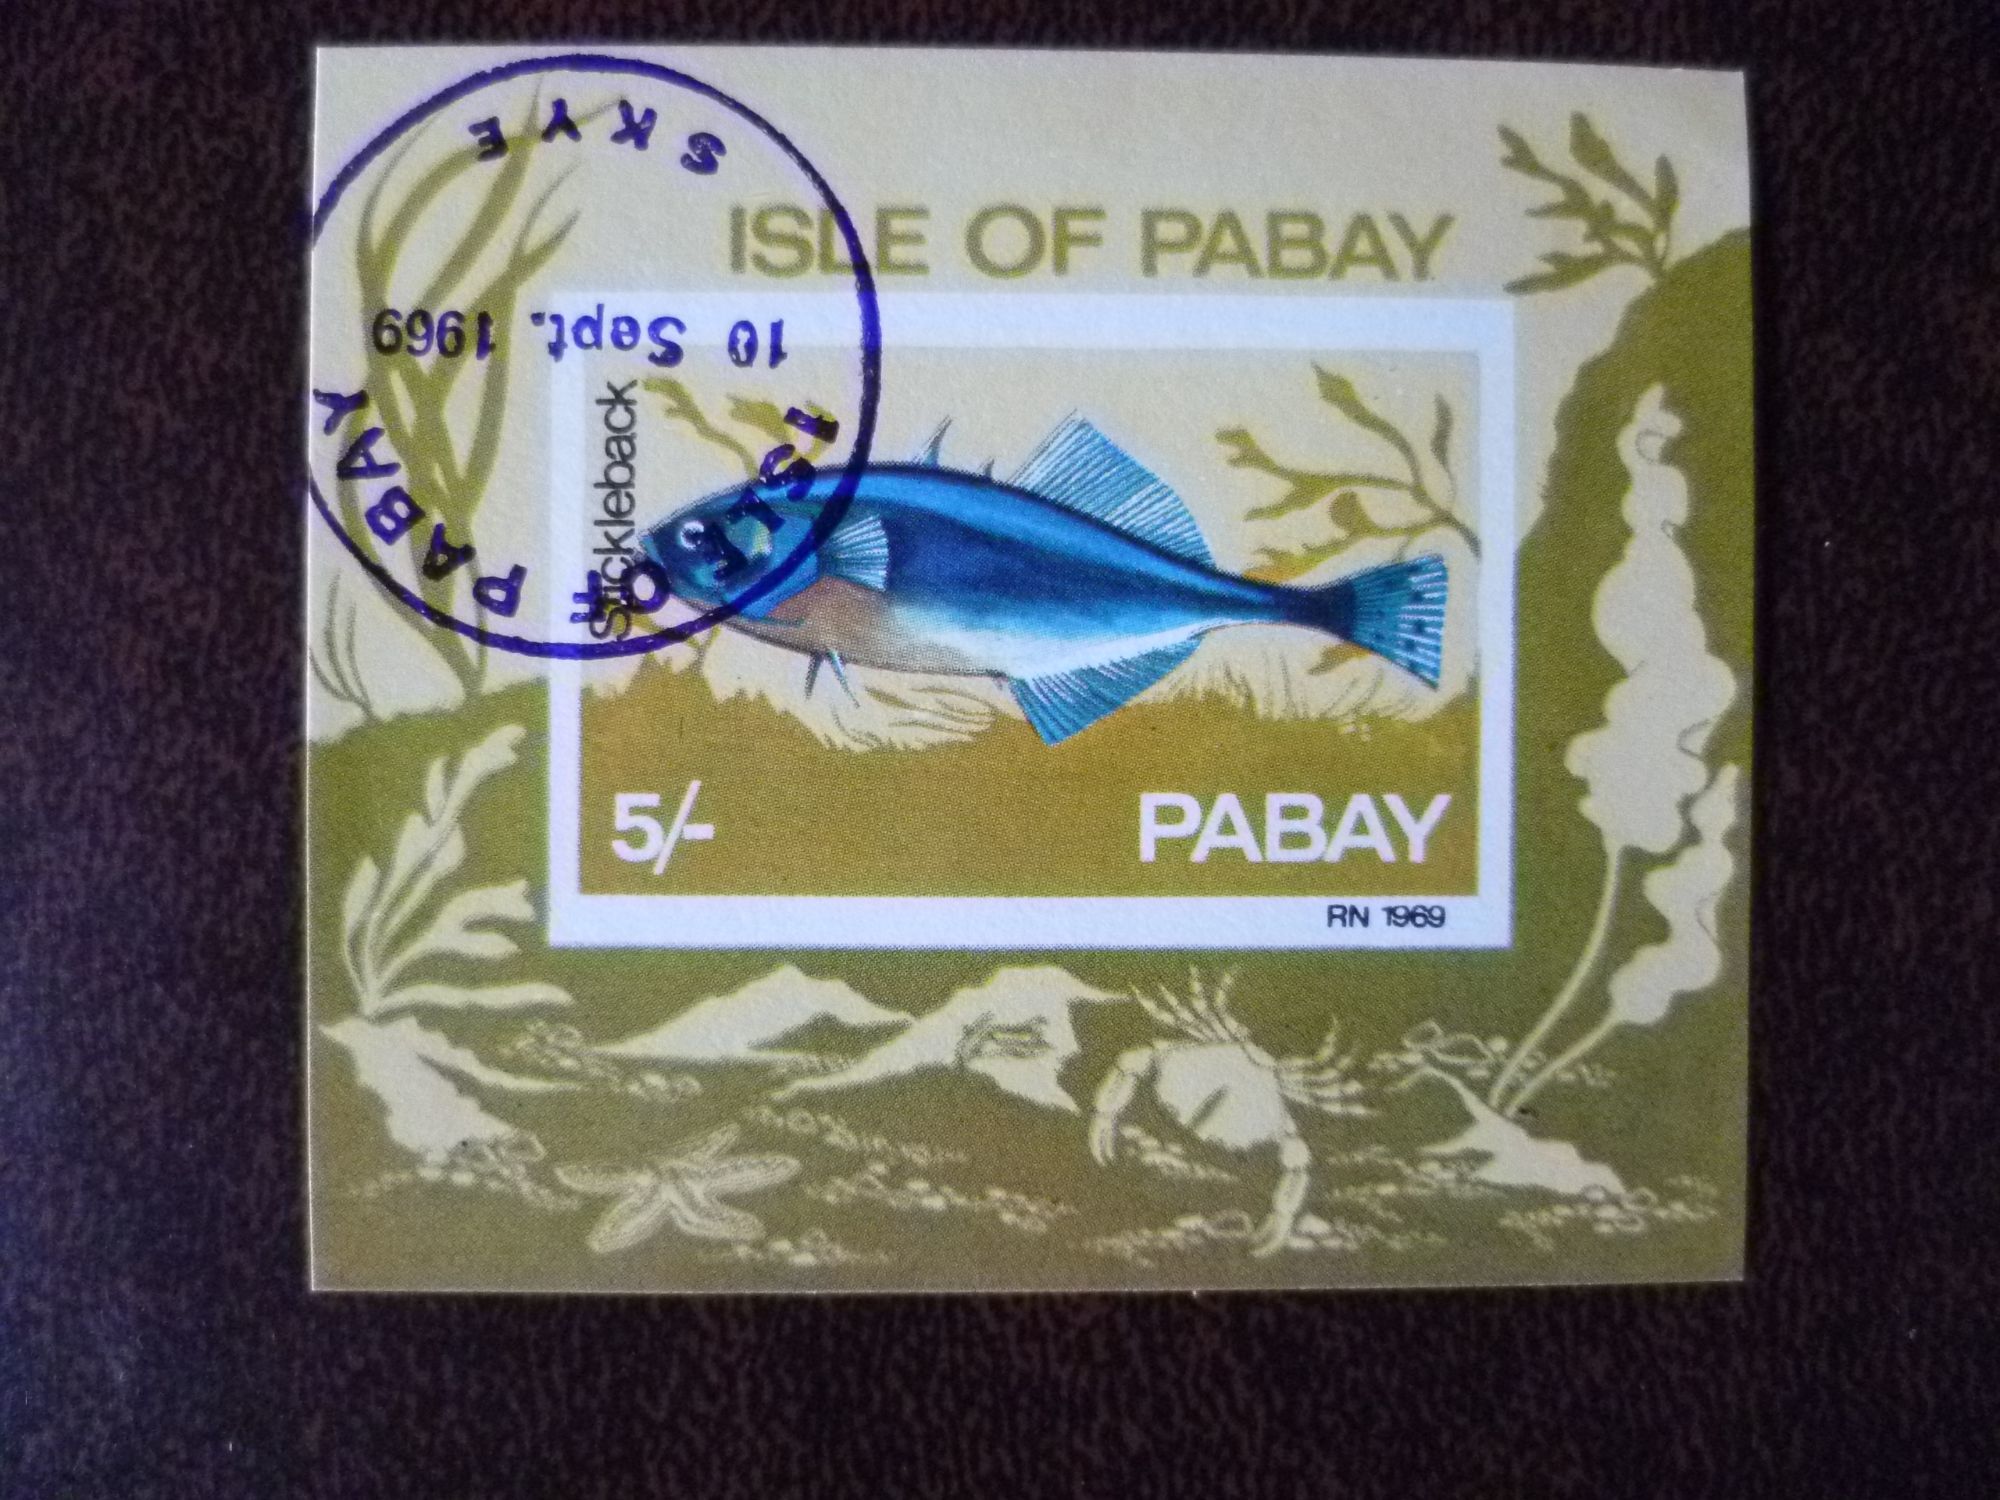 ISLE OF PABAY
ISLE OF PABAY
10 Sept. 1969
SKYE
Stickleback
5/-
PABAY
RN 1969